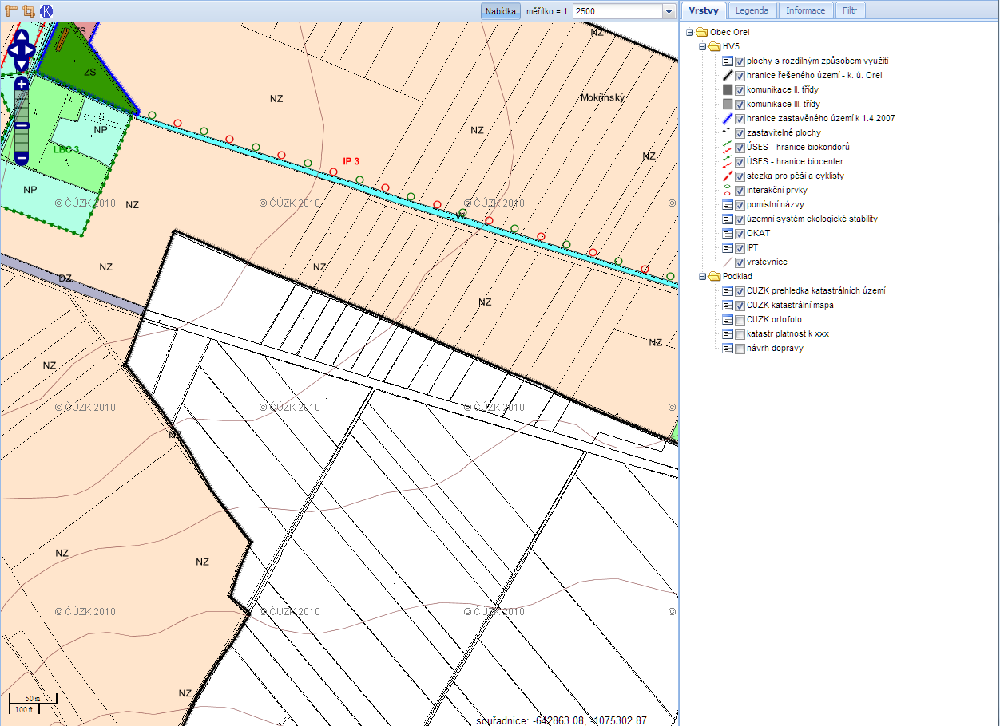 K
Nabídka
měřítko = 1 : 2500
Vrstvy
Legenda
Informace
Filtr
Obec Orel
HV5
plochy s rozdílným způsobem využití
hranice řešeného území - k. ú. Orel
komunikace II. třídy
komunikace III. třídy
hranice zastavěného území k 1.4.2007
zastavitelné plochy
ÚSES - hranice biokoridorů
ÚSES - hranice biocenter
stezka pro pěší a cyklisty
interakční prvky
pomístní názvy
územní systém ekologické stability
OKAT
IPT
vrstevnice
Podklad
CUZK prehledka katastrálních území
CUZK katastrální mapa
CUZK ortofoto
katastr platnost k xxx
návrh dopravy
ZS
NZ
ZS
NZ
Mokřinský
NP
NZ
LBC 3
NZ
IP 3
NP
NZ
© ČÚZK 2010
© ČÚZK 2010
© ČÚZK 2010
©
W
NZ
NZ
DZ
NZ
NZ
NZ
© ČÚZK 2010
© ČÚZK 2010
© ČÚZK 2010
©
NZ
NZ
NZ
NZ
© ČÚZK 2010
© ČÚZK 2010
© ČÚZK 2010
©
NZ
50 m
100 ft
souřadnice: -642863.08, -1075302.87